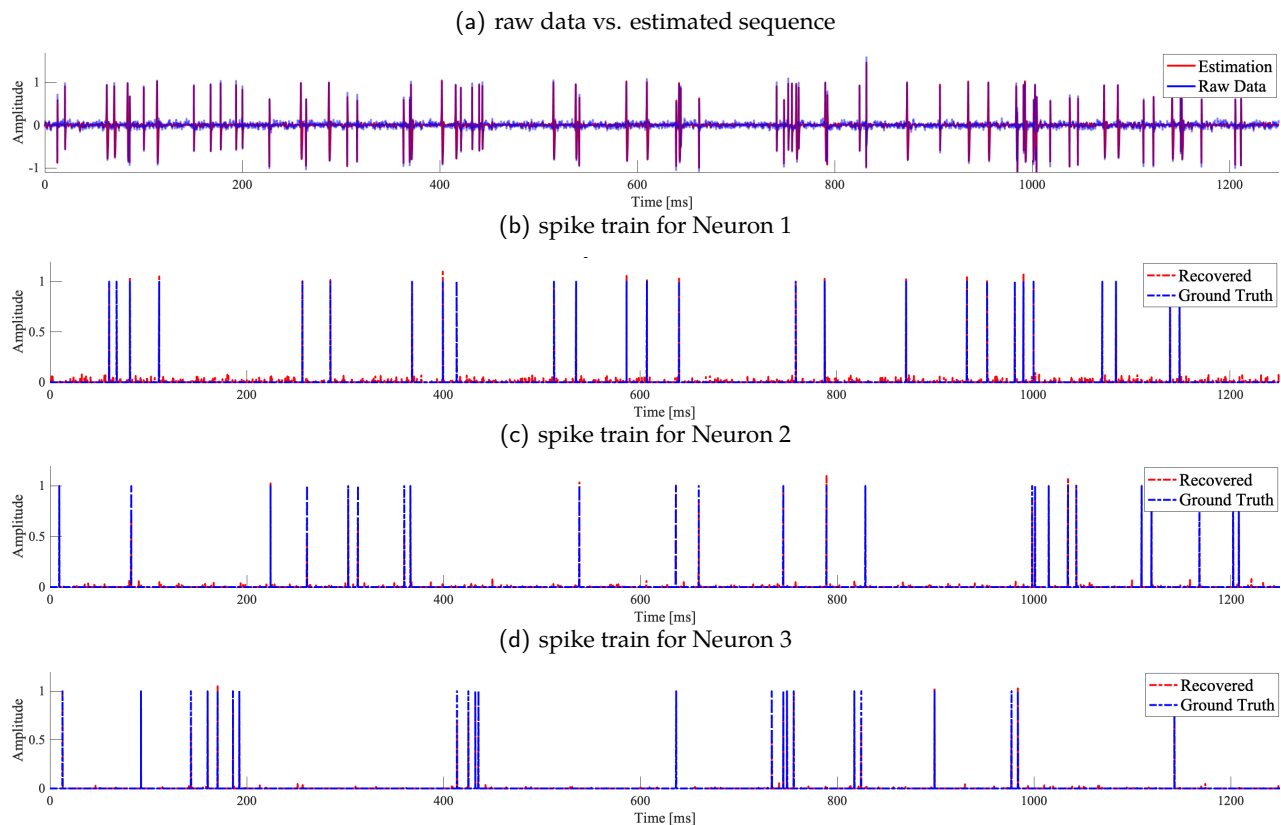 (a) raw data vs. estimated sequence
Amplitude
1
0
-1
Estimation
Raw Data
0 200 400 600 800 1000 1200
Time [ms]
(b) spike train for Neuron 1
Amplitude
1
0.5
0
Recovered
Ground Truth
0 200 400 600 800 1000 1200
Time [ms]
(c) spike train for Neuron 2
Amplitude
1
0.5
0
Recovered
Ground Truth
0 200 400 600 800 1000 1200
Time [ms]
(d) spike train for Neuron 3
Amplitude
1
0.5
0
Recovered
Ground Truth
0 200 400 600 800 1000 1200